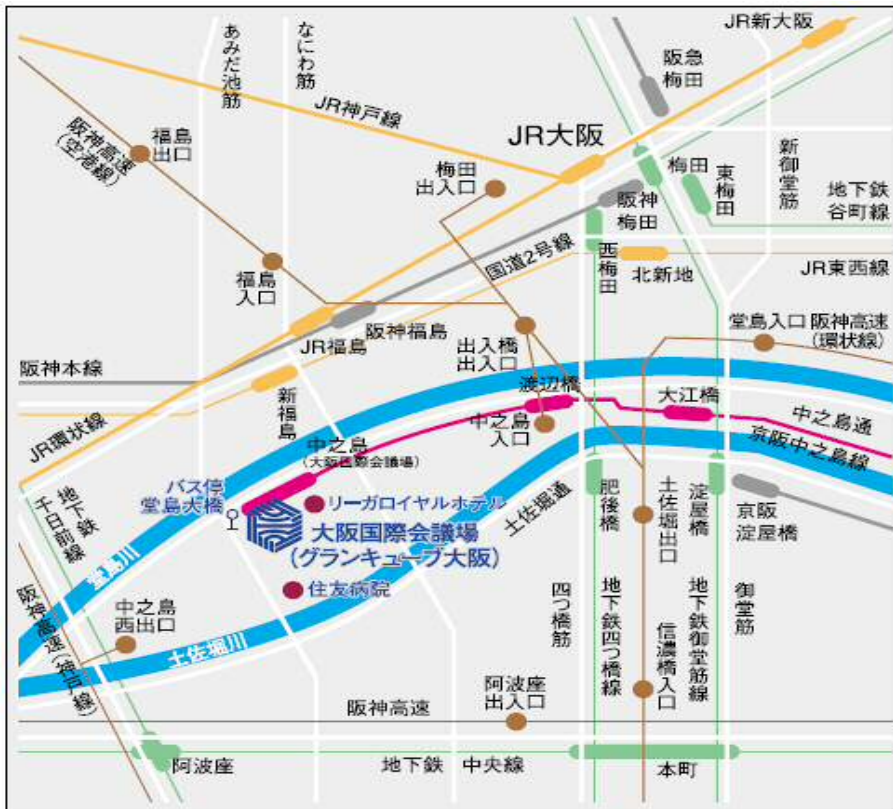 JR新大阪
あみだ池筋
なにわ筋
阪急
梅田
JR神戸線
阪神高速
(空港線)
福島
出口
JR大阪
梅田
出入口
梅田
東梅田
新御堂筋
阪神
梅田
地下鉄
谷町線
国道2号線
西梅田
北新地
JR東西線
福島
入口
阪神福島
JR福島
出入橋
出入口
堂島入口
阪神高速
(環状線)
阪神本線
新福島
渡辺橋
大江橋
中之島通
JR環状線
中之島
(大阪国際会議場)
中之島
入口
京阪中之島線
バス停
堂島大橋
リーガロイヤルホテル
土佐堀通
地下鉄
千日前線
大阪国際会議場
(グランキューブ大阪)
肥後橋
土佐堀出口
淀屋橋
京阪
淀屋橋
堂島川
住友病院
中之島
西出口
阪神高速(神戸線)
土佐堀川
四つ橋筋
地下鉄四つ橋線
信濃橋入口
地下鉄御堂筋線
御堂筋
阿波座
出入口
阪神高速
阿波座
地下鉄 中央線
本町